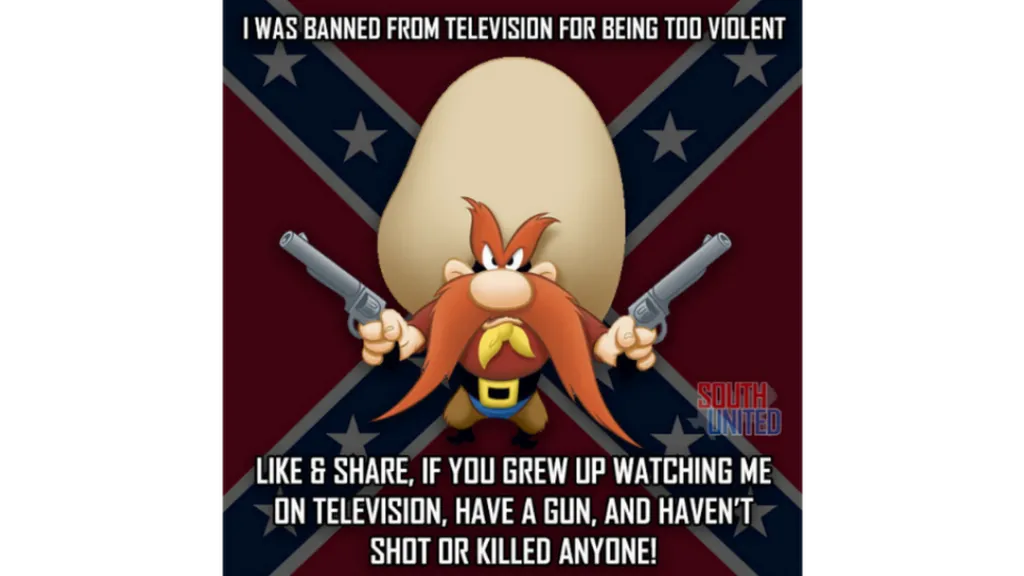 I WAS BANNED FROM TELEVISION FOR BEING TOO VIOLENT
SOUTH
UNITED
LIKE & SHARE, IF YOU GREW UP WATCHING ME
ON TELEVISION, HAVE A GUN, AND HAVEN'T
SHOT OR KILLED ANYONE!